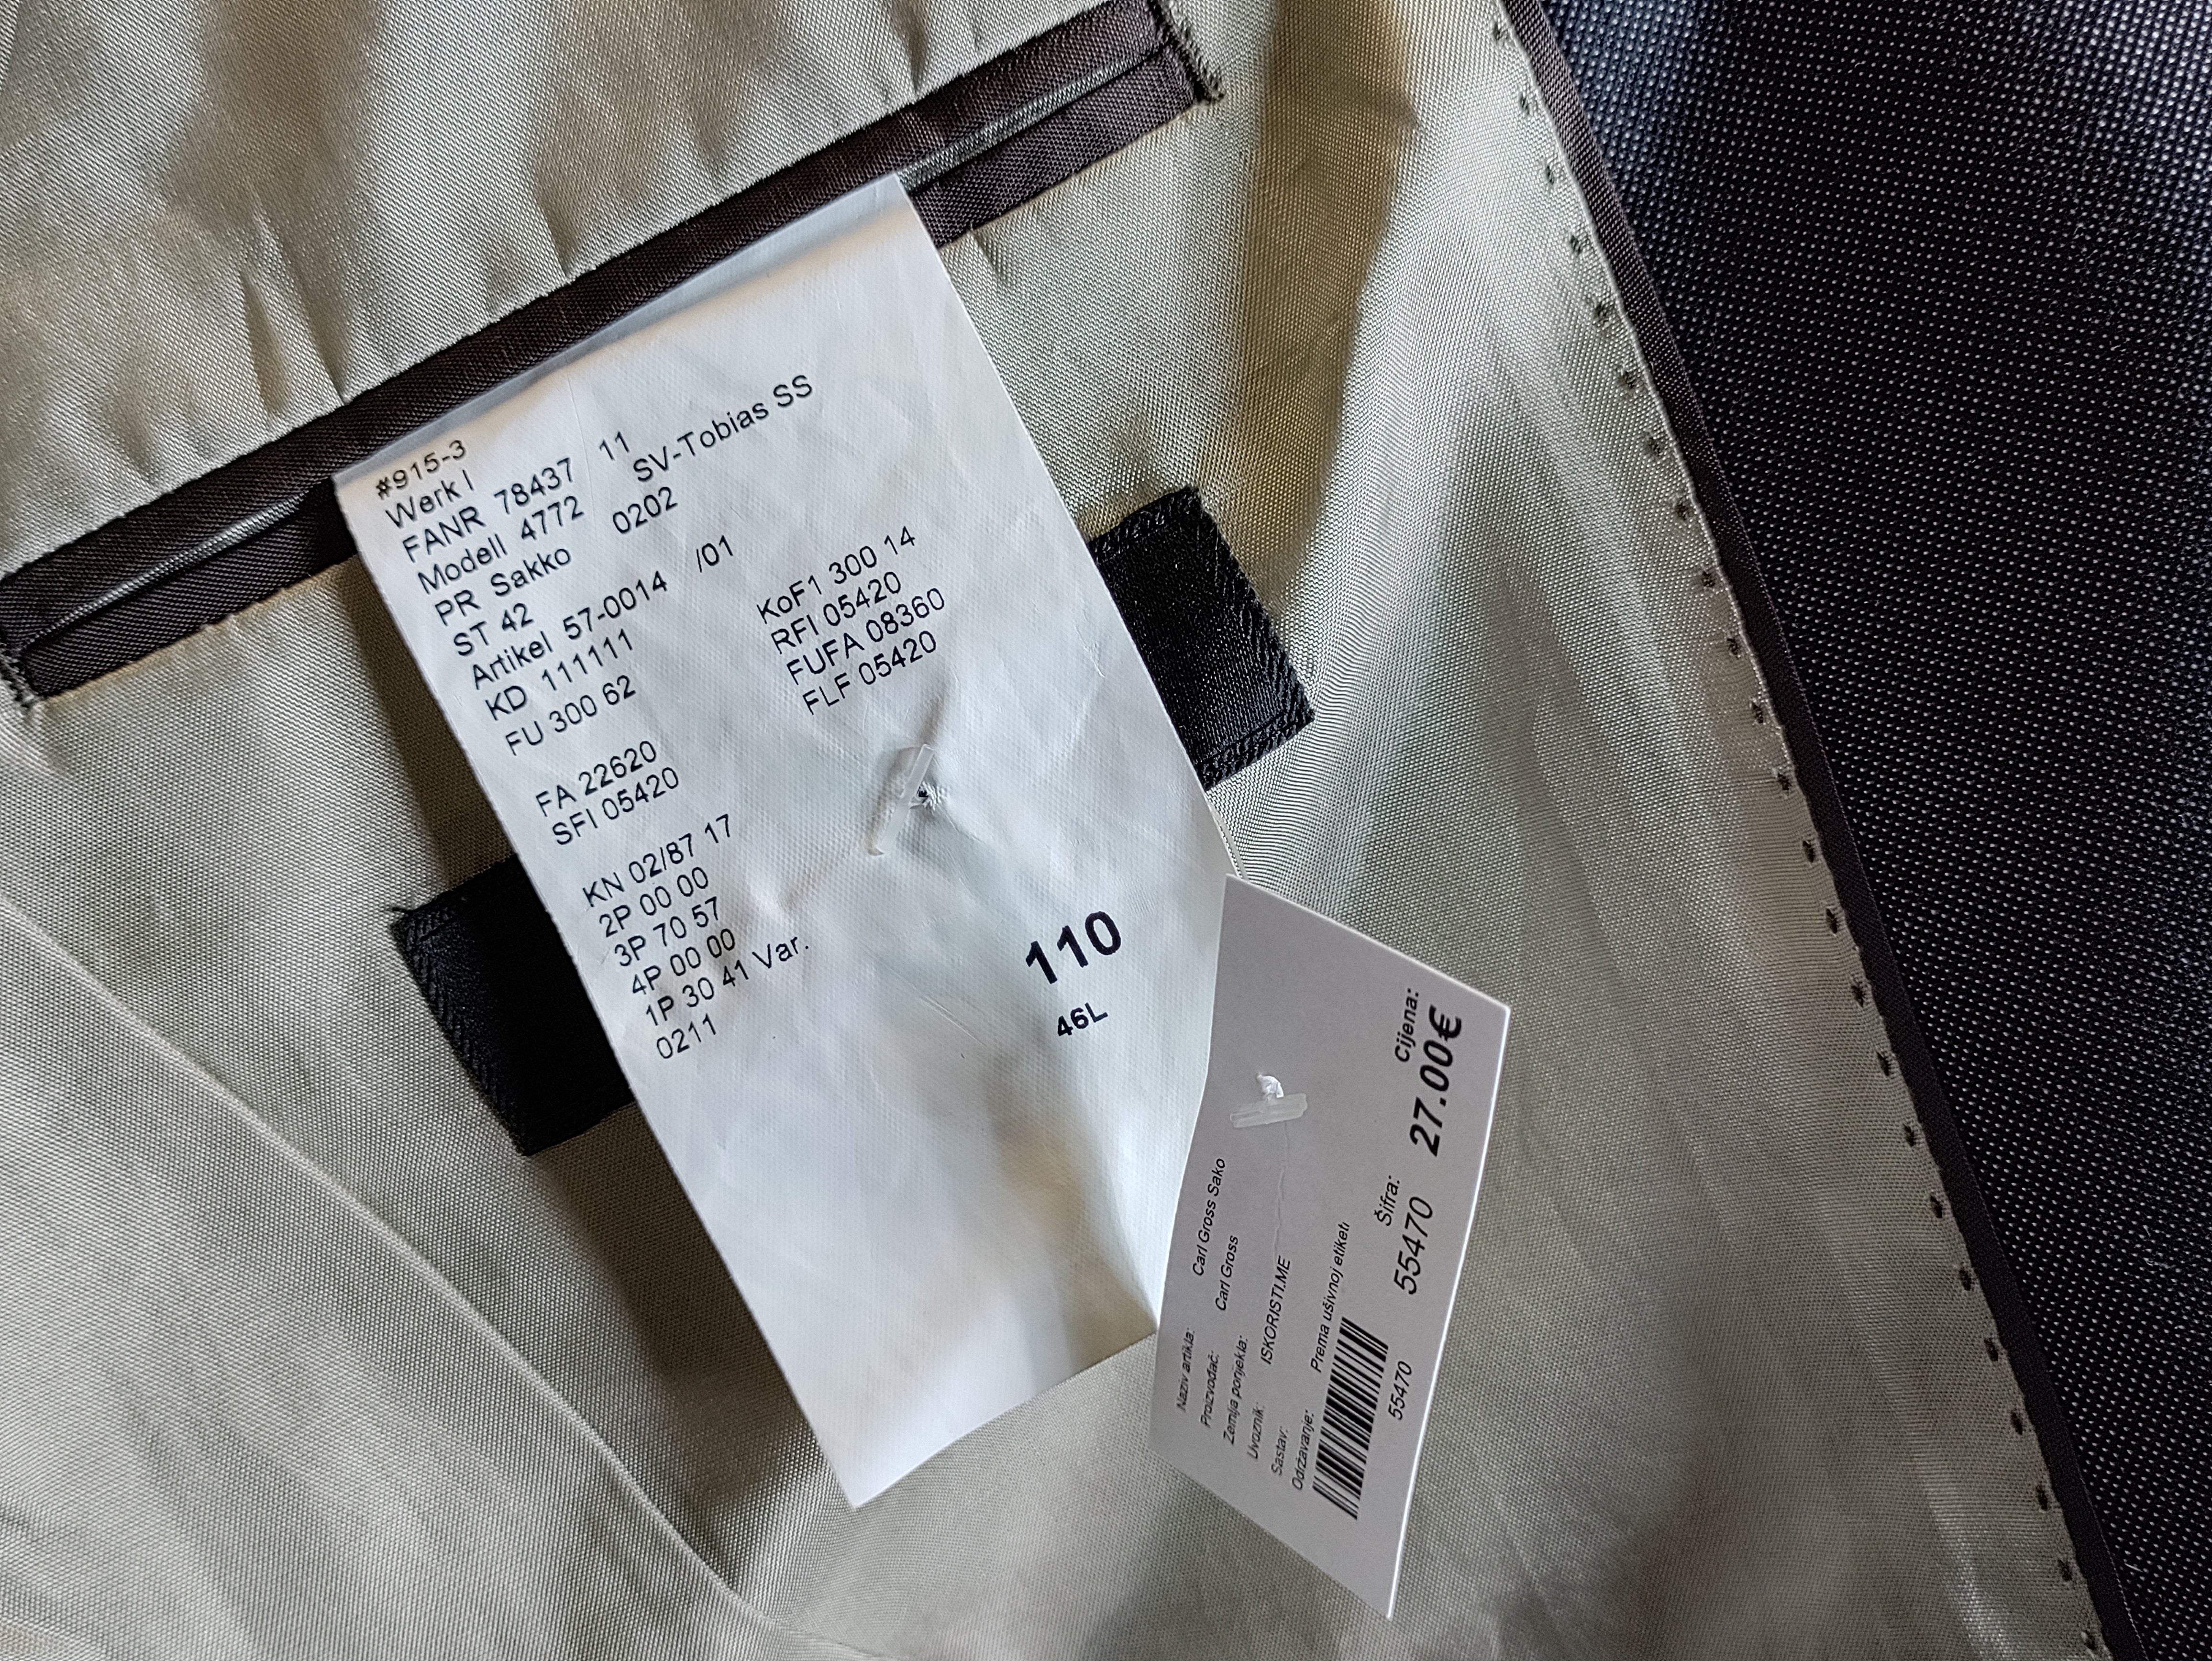 #915-3
Werk I
FANR 78437 11
Modell 4772 SV-Tobias SS
PR Sakko 0202
ST 42
Artikel 57-0014 /01
KD 111111
FU 300 62
KoF1 300 14
RFI 05420
FUFA 08360
FLF 05420
FA 22620
SFI 05420
KN 02/87 17
2P 00 00
3P 70 57
4P 00 00
1P 30 41 Var.
0211
110
46L
Naziv artikla: Carl Gross Sako
Proizvođač: Carl Gross
Zemlja porijekla:
Uvoznik: ISKORISTI.ME
Sastav:
Održavanje: Prema ušivnoj etiketi
55470
Šifra:
55470
Cijena:
27.00€